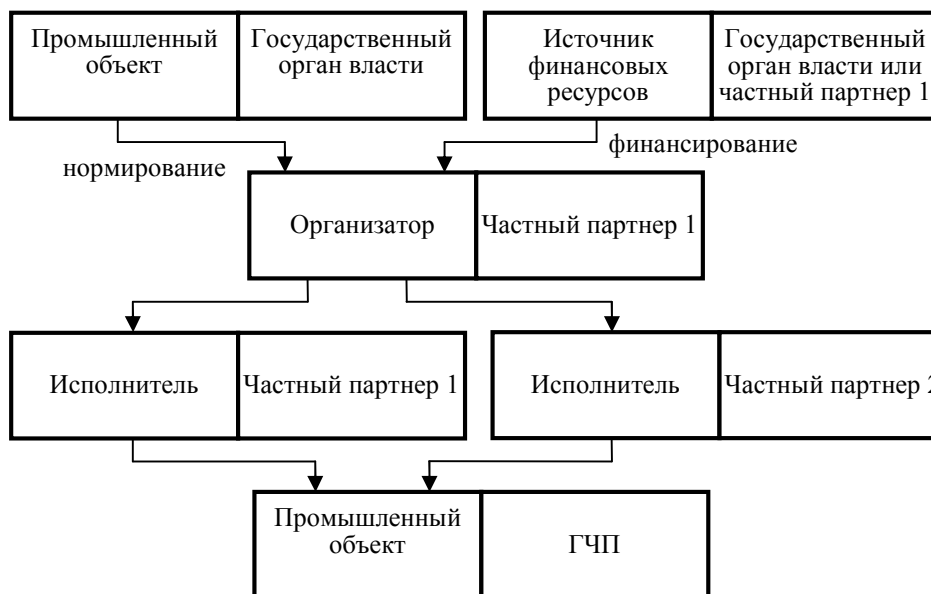 Промышленный
объект
Государственный
орган власти
Источник
финансовых
ресурсов
Государственный
орган власти или
частный партнер 1
нормирование
финансирование
Организатор
Частный партнер 1
Исполнитель
Частный партнер 1
Исполнитель
Частный партнер 2
Промышленный
объект
ГЧП